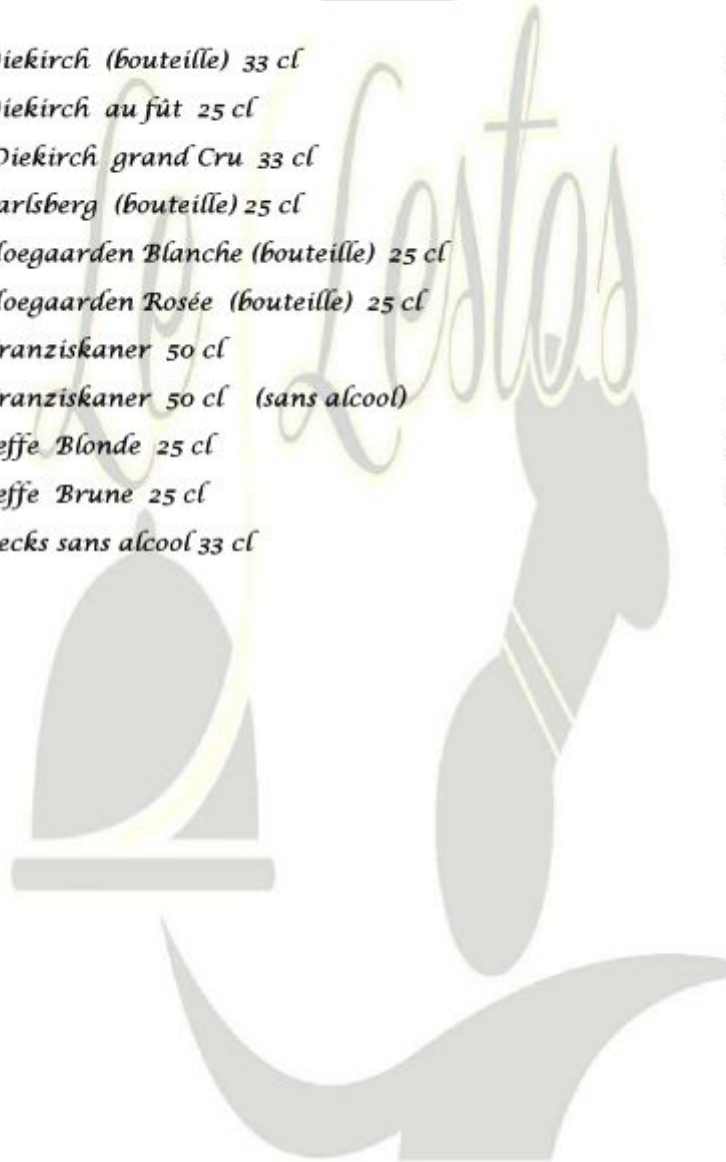 iekirch (bouteille) 33 cl
iekirch au fût 25 cl
Diekirch grand Cru 33 cl
arlsberg (bouteille) 25 cl
oegaarden Blanche (bouteille) 25 cl
oegaarden Rosée (bouteille) 25 cl
ranziskaner 50 cl
ranziskaner 50 cl (sans alcool)
effe Blonde 25 cl
effe Brune 25 cl
ecks sans alcool 33 cl
Le Lestos